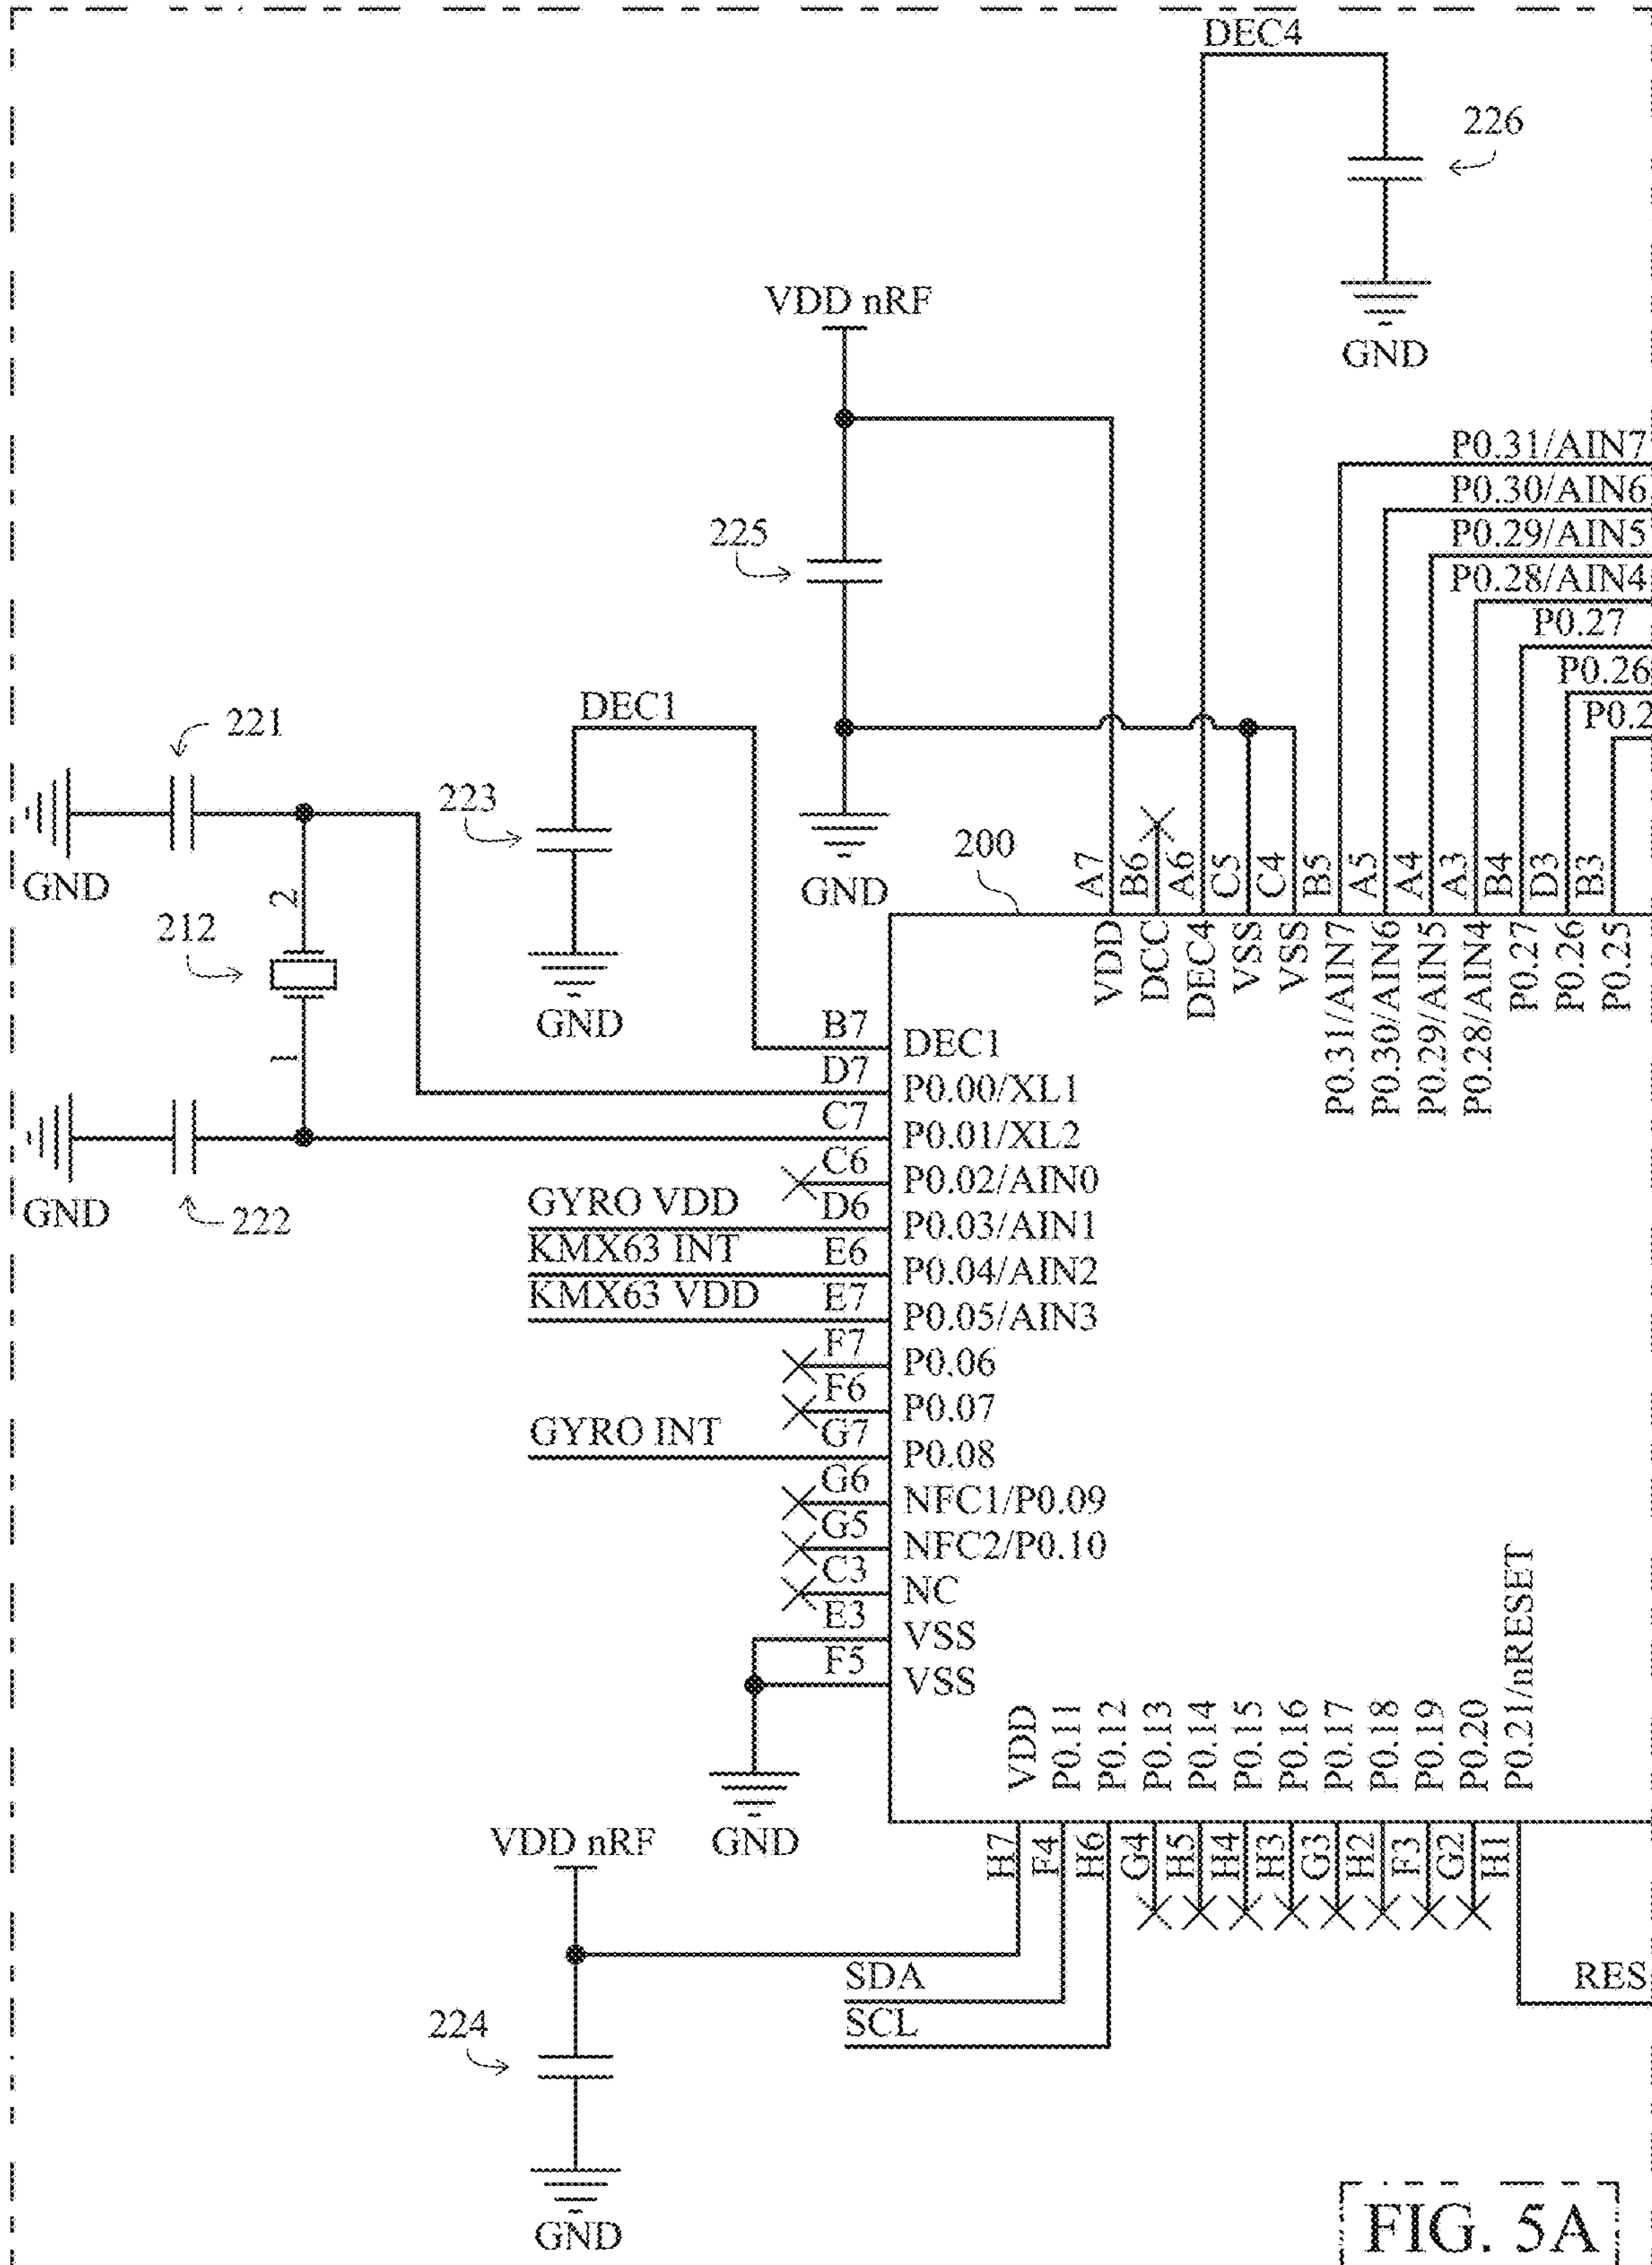 DEC4
226
VDD nRF
GND
P0.31/AIN7
P0.30/AIN6
P0.29/AIN5
225
P0.28/AIN4
P0.27
P0.26
DEC1
P0.2
221
223
200
GND
GND
A7
B6
A6
C5
C4
B5
A5
A4
A3
B4
D3
B3
2
212
VDD
DCC
DEC4
VSS
VSS
P0.31/AIN7
P0.30/AIN6
P0.29/AIN5
P0.28/AIN4
P0.27
P0.26
P0.25
GND
1
B7 DEC1
D7 P0.00/XL1
C7 P0.01/XL2
C6 P0.02/AIN0
GND
222
GYRO VDD D6 P0.03/AIN1
KMX63 INT E6 P0.04/AIN2
KMX63 VDD E7 P0.05/AIN3
F7 P0.06
F6 P0.07
GYRO INT G7 P0.08
G6 NFC1/P0.09
G5 NFC2/P0.10
C3 NC
E3 VSS
F5 VSS
VDD
P0.11
P0.12
P0.13
P0.14
P0.15
P0.16
P0.17
P0.18
P0.19
P0.20
P0.21/nRESET
VDD nRF
GND
H7
F4
H6
G4
H5
H4
H3
G3
H2
F3
G2
H1
SDA
RES
SCL
224
GND
FIG. 5A